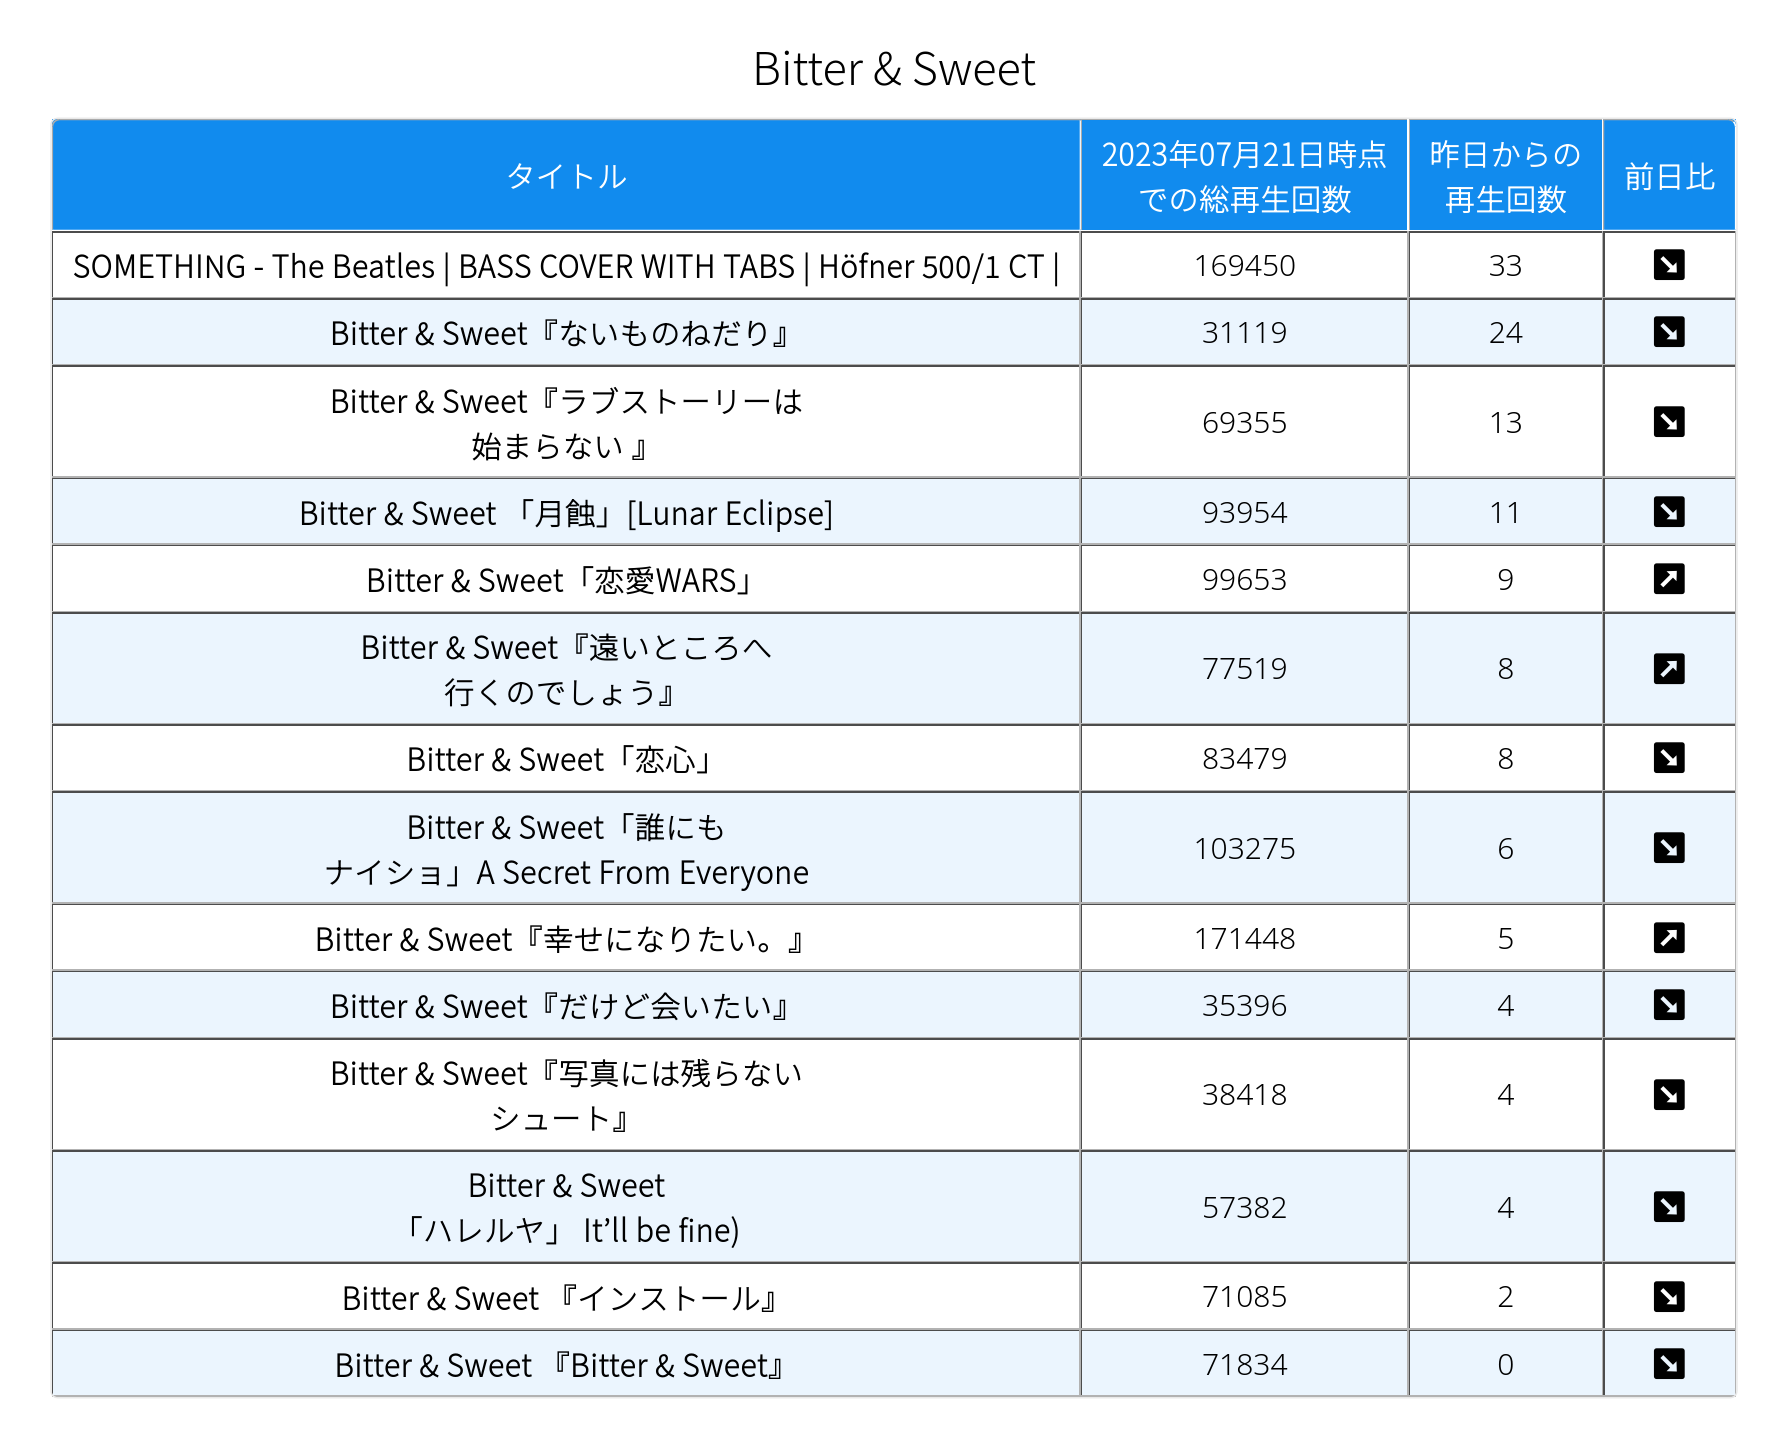 Bitter & Sweet
タイトル
2023年07月21日時点
での総再生回数
昨日からの
再生回数
前日比
SOMETHING - The Beatles | BASS COVER WITH TABS | Höfner 500/1 CT |
169450
33
Bitter & Sweet『ないものねだり』
31119
24
Bitter & Sweet『ラブストーリーは
始まらない 』
69355
13
Bitter & Sweet 「月蝕」[Lunar Eclipse]
93954
11
Bitter & Sweet「恋愛WARS」
99653
9
Bitter & Sweet『遠いところへ
行くのでしょう』
77519
8
Bitter & Sweet「恋心」
83479
8
Bitter & Sweet「誰にも
ナイショ」A Secret From Everyone
103275
6
Bitter & Sweet『幸せになりたい。』
171448
5
Bitter & Sweet『だけど会いたい』
35396
4
Bitter & Sweet『写真には残らない
シュート』
38418
4
Bitter & Sweet
「ハレルヤ」 It’ll be fine)
57382
4
Bitter & Sweet 『インストール』
71085
2
Bitter & Sweet 『Bitter & Sweet』
71834
0